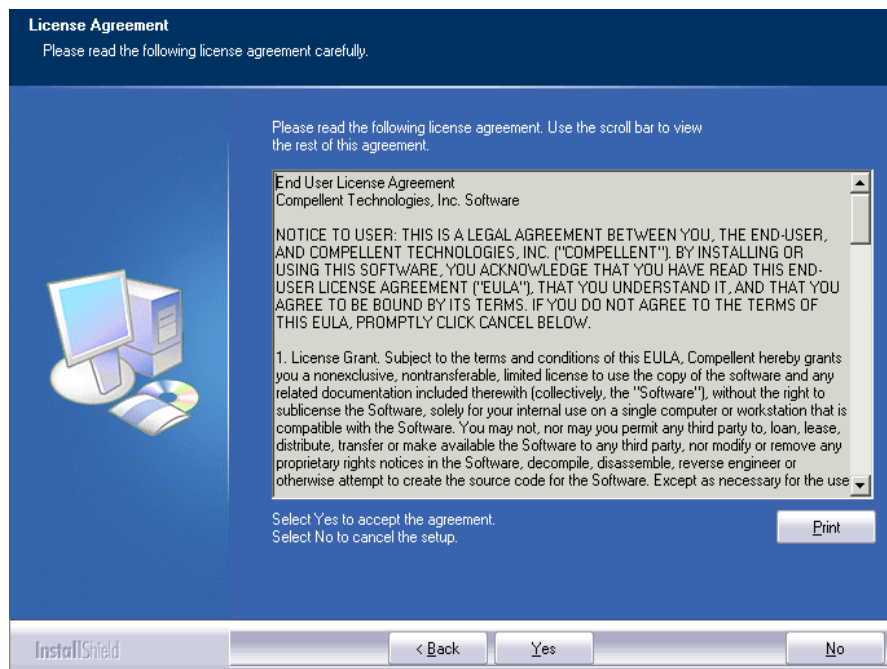 License Agreement
Please read the following license agreement carefully.
Please read the following license agreement. Use the scroll bar to view
the rest of this agreement.
End User License Agreement
Compellent Technologies, Inc. Software
NOTICE TO USER: THIS IS A LEGAL AGREEMENT BETWEEN YOU, THE END-USER,
AND COMPELLENT TECHNOLOGIES, INC. ("COMPELLENT"). BY INSTALLING OR
USING THIS SOFTWARE, YOU ACKNOWLEDGE THAT YOU HAVE READ THIS END-
USER LICENSE AGREEMENT ("EULA"), THAT YOU UNDERSTAND IT, AND THAT YOU
AGREE TO BE BOUND BY ITS TERMS. IF YOU DO NOT AGREE TO THE TERMS OF
THIS EULA, PROMPTLY CLICK CANCEL BELOW.
1. License Grant. Subject to the terms and conditions of this EULA, Compellent hereby grants
you a nonexclusive, nontransferable, limited license to use the copy of the software and any
related documentation included therewith (collectively, the "Software"), without the right to
sublicense the Software, solely for your internal use on a single computer or workstation that is
compatible with the Software. You may not, nor may you permit any third party to, loan, lease,
distribute, transfer or make available the Software to any third party, nor modify or remove any
proprietary rights notices in the Software, decompile, disassemble, reverse engineer or
otherwise attempt to create the source code for the Software. Except as necessary for the use
Select Yes to accept the agreement.
Select No to cancel the setup.
Print
InstallShield
< Back
Yes
No